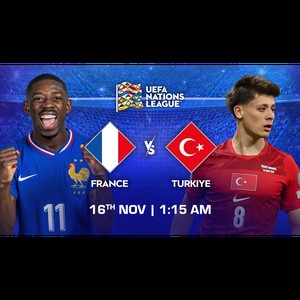 UEFA
NATIONS
LEAGUE
VS
FRANCE
TURKIYE
11
8
16TH NOV | 1:15 AM